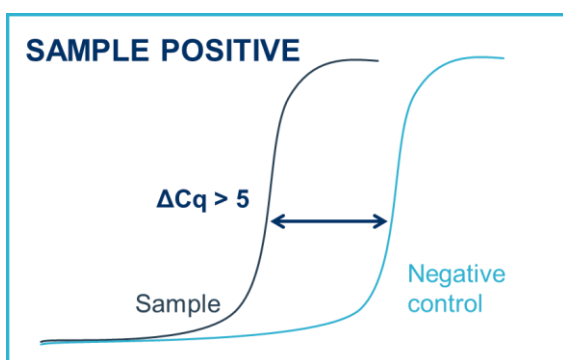 SAMPLE POSITIVE
ΔCq > 5
Sample
Negative
control